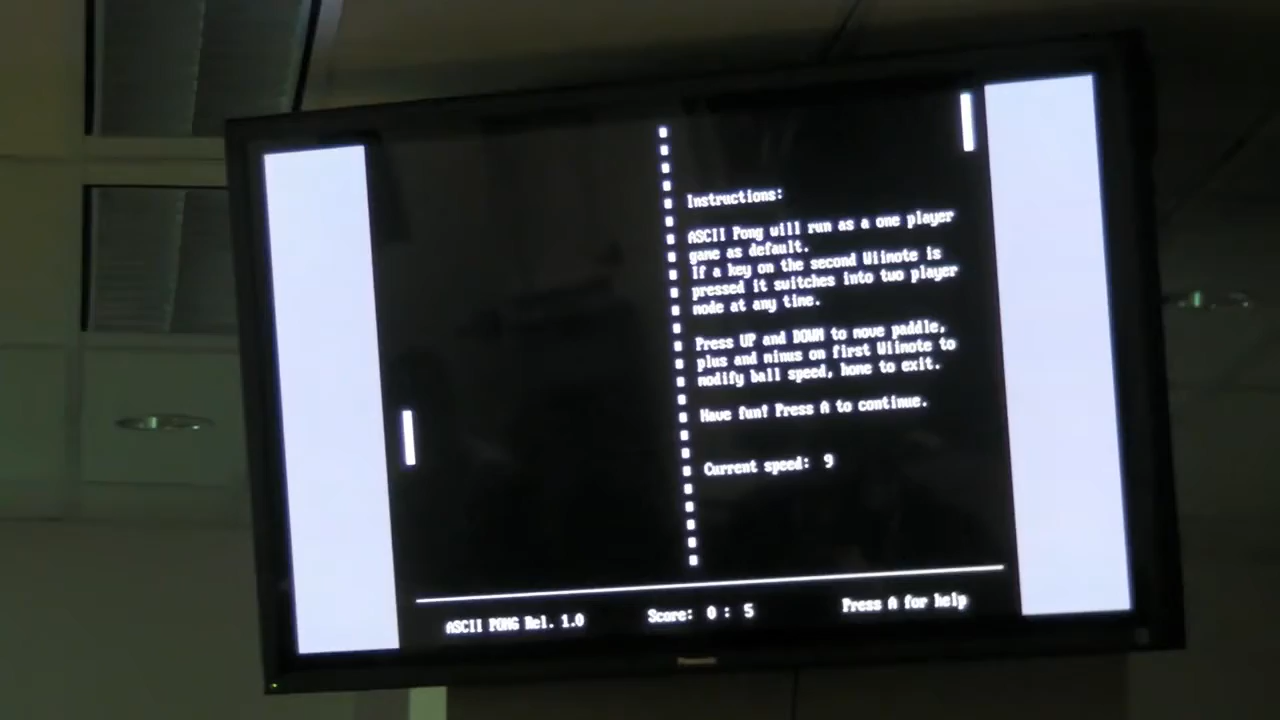 Instructions:
ASCII Pong will run as a one player
game as default.
If a key on the second Wiimote is
pressed it switches into two player
mode at any time.
Press UP and DOWN to move paddle,
plus and minus on first Wiimote to
modify ball speed, home to exit.
Have fun! Press A to continue.
Current speed: 9
ASCII PONG Rel. 1.0
Score: 0 : 5
Press A for help
Panasonic